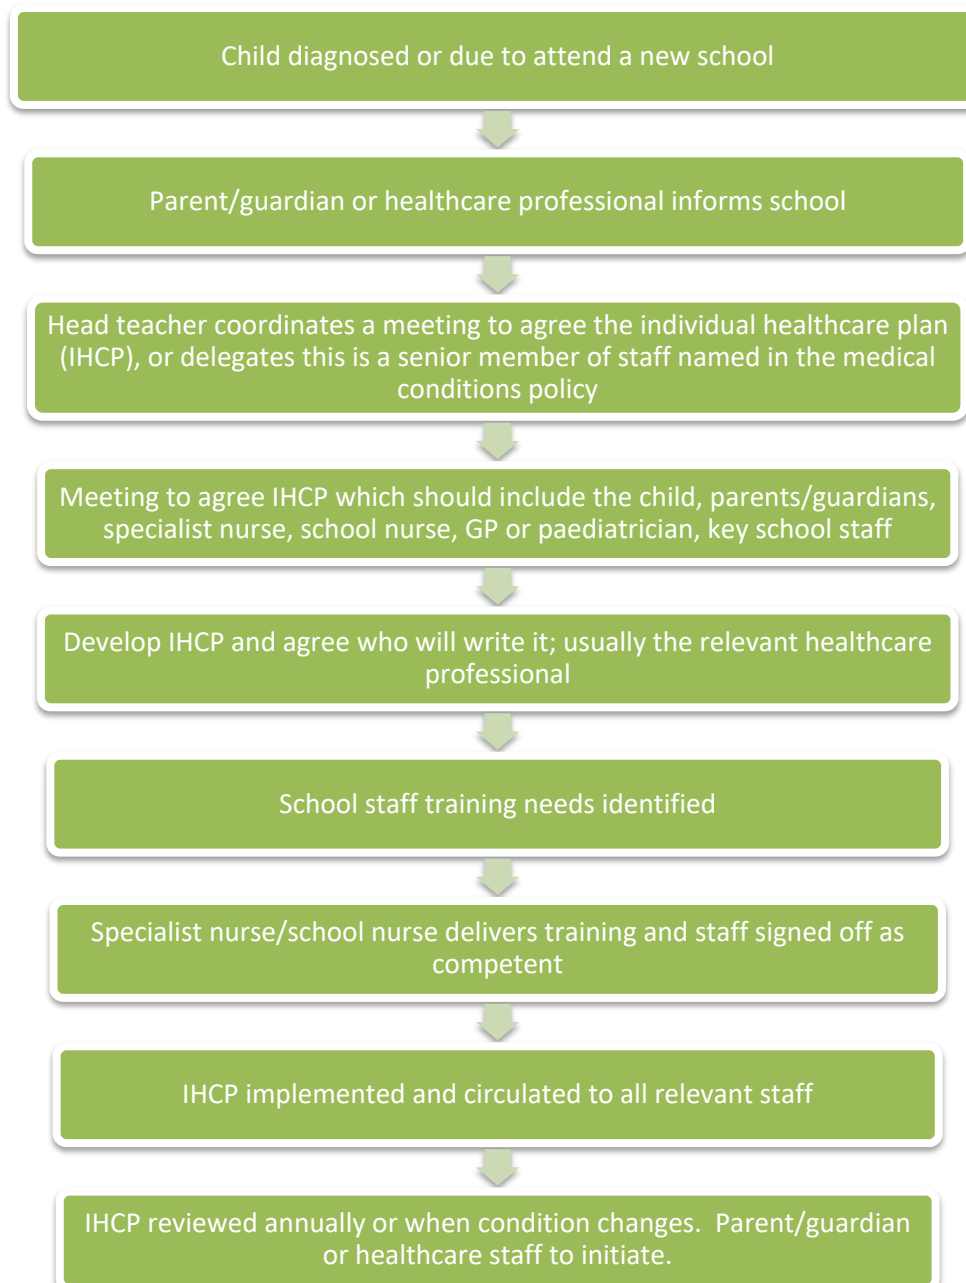 Child diagnosed or due to attend a new school
Parent/guardian or healthcare professional informs school
Head teacher coordinates a meeting to agree the individual healthcare plan
(IHCP), or delegates this is a senior member of staff named in the medical
conditions policy
Meeting to agree IHCP which should include the child, parents/guardians,
specialist nurse, school nurse, GP or paediatrician, key school staff
Develop IHCP and agree who will write it; usually the relevant healthcare
professional
School staff training needs identified
Specialist nurse/school nurse delivers training and staff signed off as
competent
IHCP implemented and circulated to all relevant staff
IHCP reviewed annually or when condition changes.  Parent/guardian
or healthcare staff to initiate.